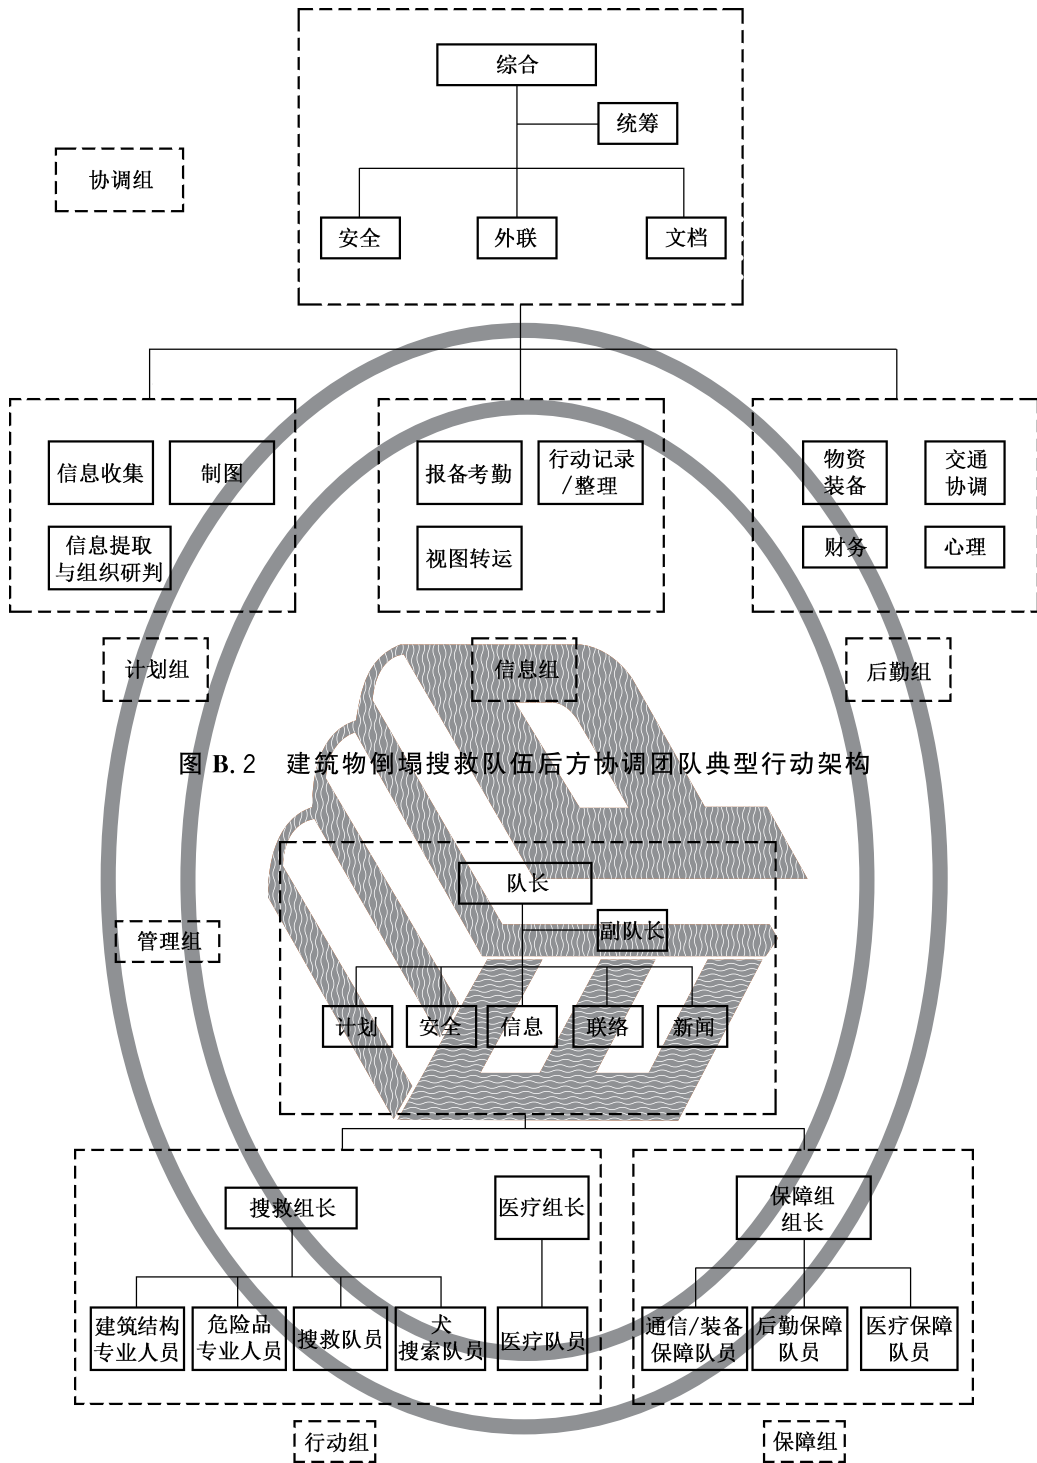 综合
统筹
协调组
安全
外联
文档
信息收集
制图
信息提取
与组织研判
报备考勤
行动记录
/整理
视图转运
物资
装备
交通
协调
财务
心理
计划组
信息组
后勤组
图 B.2 建筑物倒塌搜救队伍后方协调团队典型行动架构
队长
副队长
管理组
计划
安全
信息
联络
新闻
搜救组长
医疗组长
保障组
组长
建筑结构
专业人员
危险品
专业人员
搜救队员
犬
搜索队员
医疗队员
通信/装备
保障队员
后勤保障
队员
医疗保障
队员
行动组
保障组